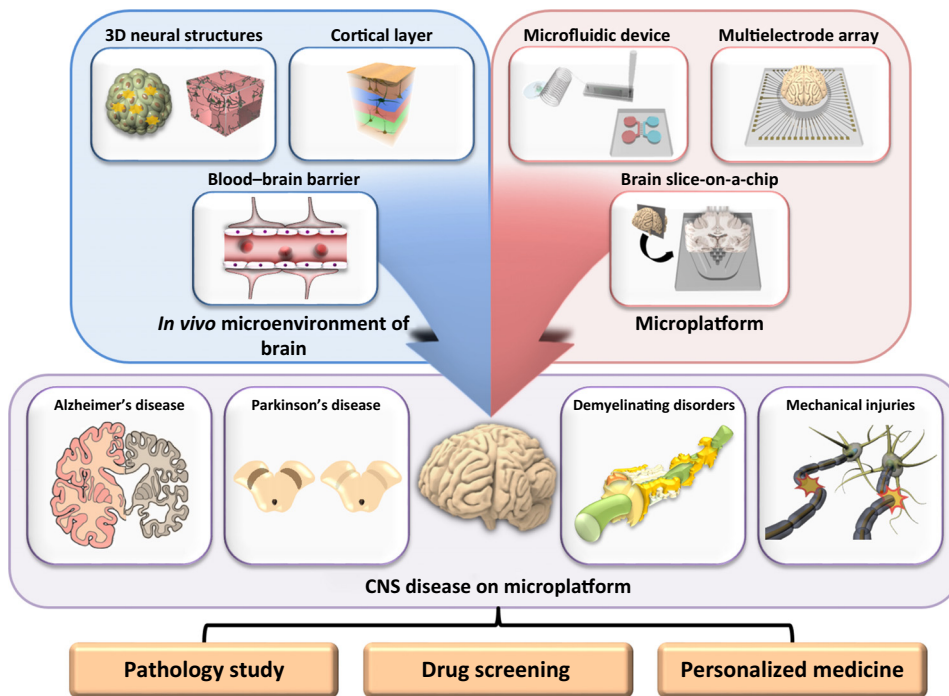 3D neural structures
Cortical layer
Blood–brain barrier
In vivo microenvironment of
brain
Microfluidic device
Multielectrode array
Brain slice-on-a-chip
Microplatform
Alzheimer's disease
Parkinson's disease
Demyelinating disorders
Mechanical injuries
CNS disease on microplatform
Pathology study
Drug screening
Personalized medicine